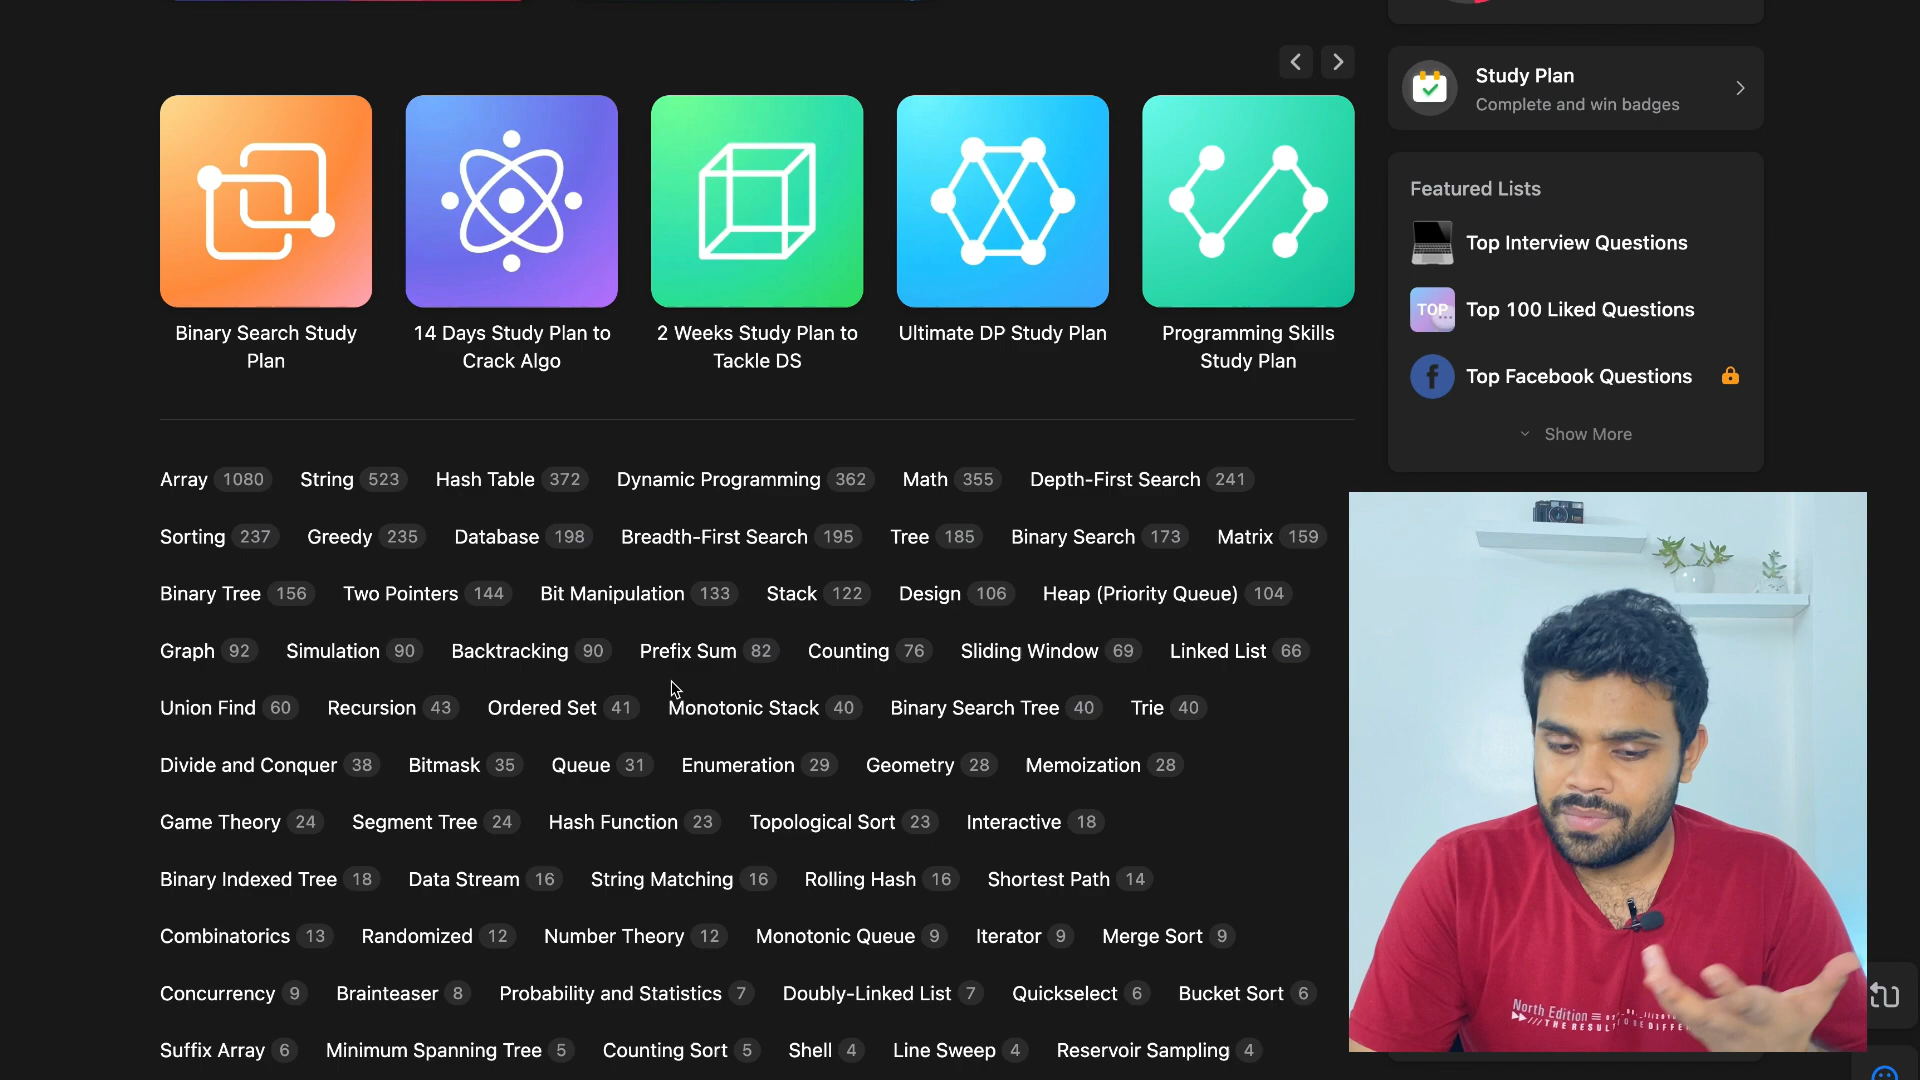 Study Plan
Complete and win badges
Binary Search Study
Plan
14 Days Study Plan to
Crack Algo
2 Weeks Study Plan to
Tackle DS
Ultimate DP Study Plan
Programming Skills
Study Plan
Featured Lists
Top Interview Questions
TOP
Top 100 Liked Questions
f
Top Facebook Questions
Show More
Array 1080 String 523 Hash Table 372 Dynamic Programming 362 Math 355 Depth-First Search 241
Sorting 237 Greedy 235 Database 198 Breadth-First Search 195 Tree 185 Binary Search 173 Matrix 159
Binary Tree 156 Two Pointers 144 Bit Manipulation 133 Stack 122 Design 106 Heap (Priority Queue) 104
Graph 92 Simulation 90 Backtracking 90 Prefix Sum 82 Counting 76 Sliding Window 69 Linked List 66
Union Find 60 Recursion 43 Ordered Set 41 Monotonic Stack 40 Binary Search Tree 40 Trie 40
Divide and Conquer 38 Bitmask 35 Queue 31 Enumeration 29 Geometry 28 Memoization 28
Game Theory 24 Segment Tree 24 Hash Function 23 Topological Sort 23 Interactive 18
Binary Indexed Tree 18 Data Stream 16 String Matching 16 Rolling Hash 16 Shortest Path 14
Combinatorics 13 Randomized 12 Number Theory 12 Monotonic Queue 9 Iterator 9 Merge Sort 9
Concurrency 9 Brainteaser 8 Probability and Statistics 7 Doubly-Linked List 7 Quickselect 6 Bucket Sort 6
Suffix Array 6 Minimum Spanning Tree 5 Counting Sort 5 Shell 4 Line Sweep 4 Reservoir Sampling 4
North Edition
THE